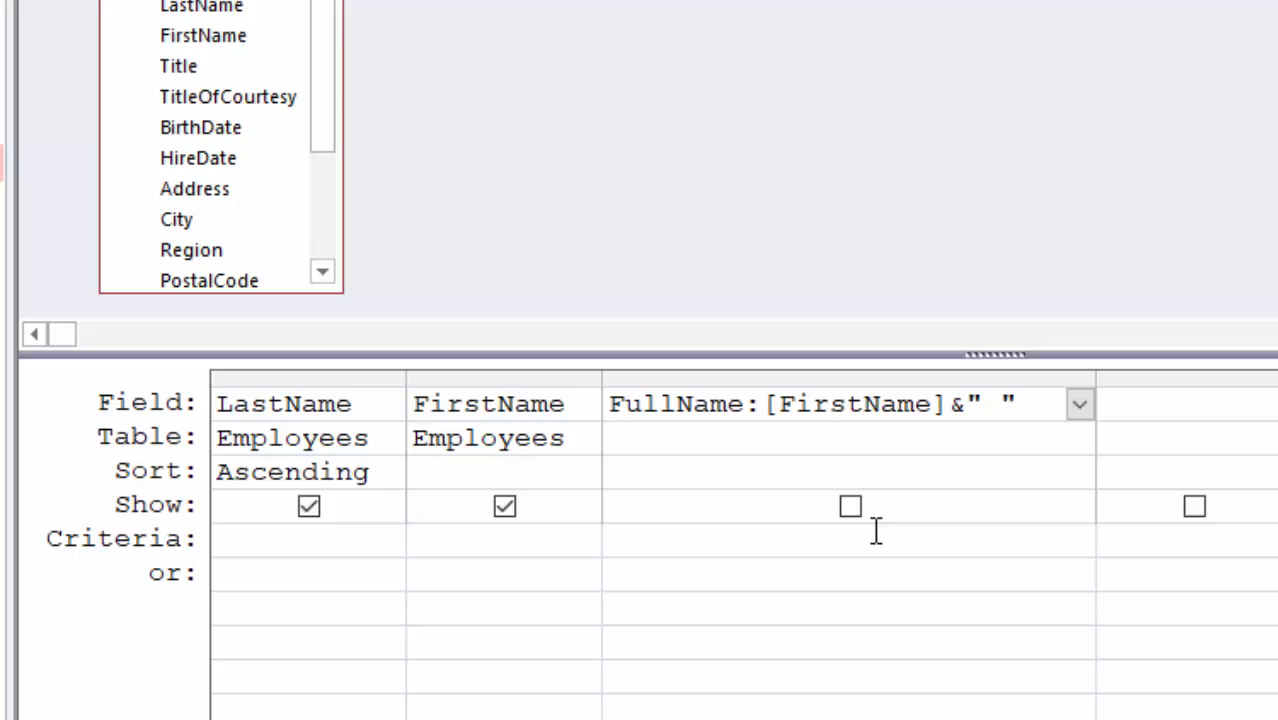 LastName
FirstName
Title
TitleOfCourtesy
BirthDate
HireDate
Address
City
Region
PostalCode
Field: LastName FirstName FullName:[FirstName]&" "
Table: Employees Employees
Sort: Ascending
Show:
Criteria:
or: